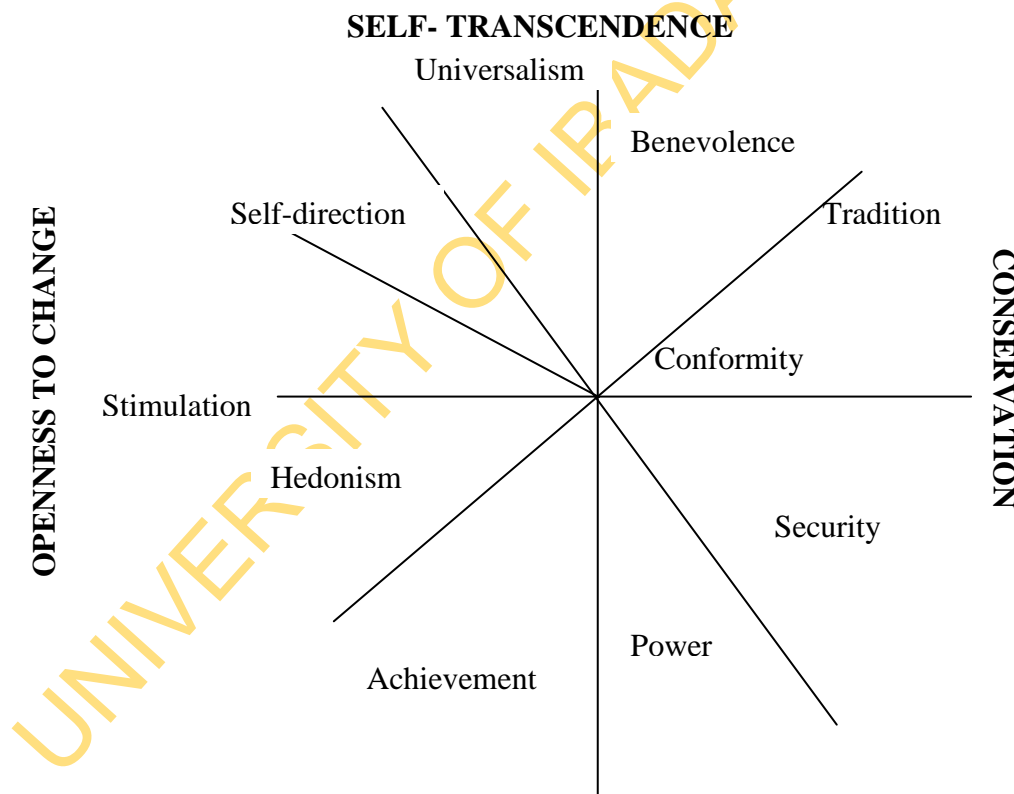 SELF- TRANSCENDENCE
Universalism
Benevolence
Self-direction
Tradition
OPENNESS TO CHANGE
CONSERVATION
Conformity
Stimulation
Hedonism
Security
Power
Achievement
UNIVERSITY OF IBADA